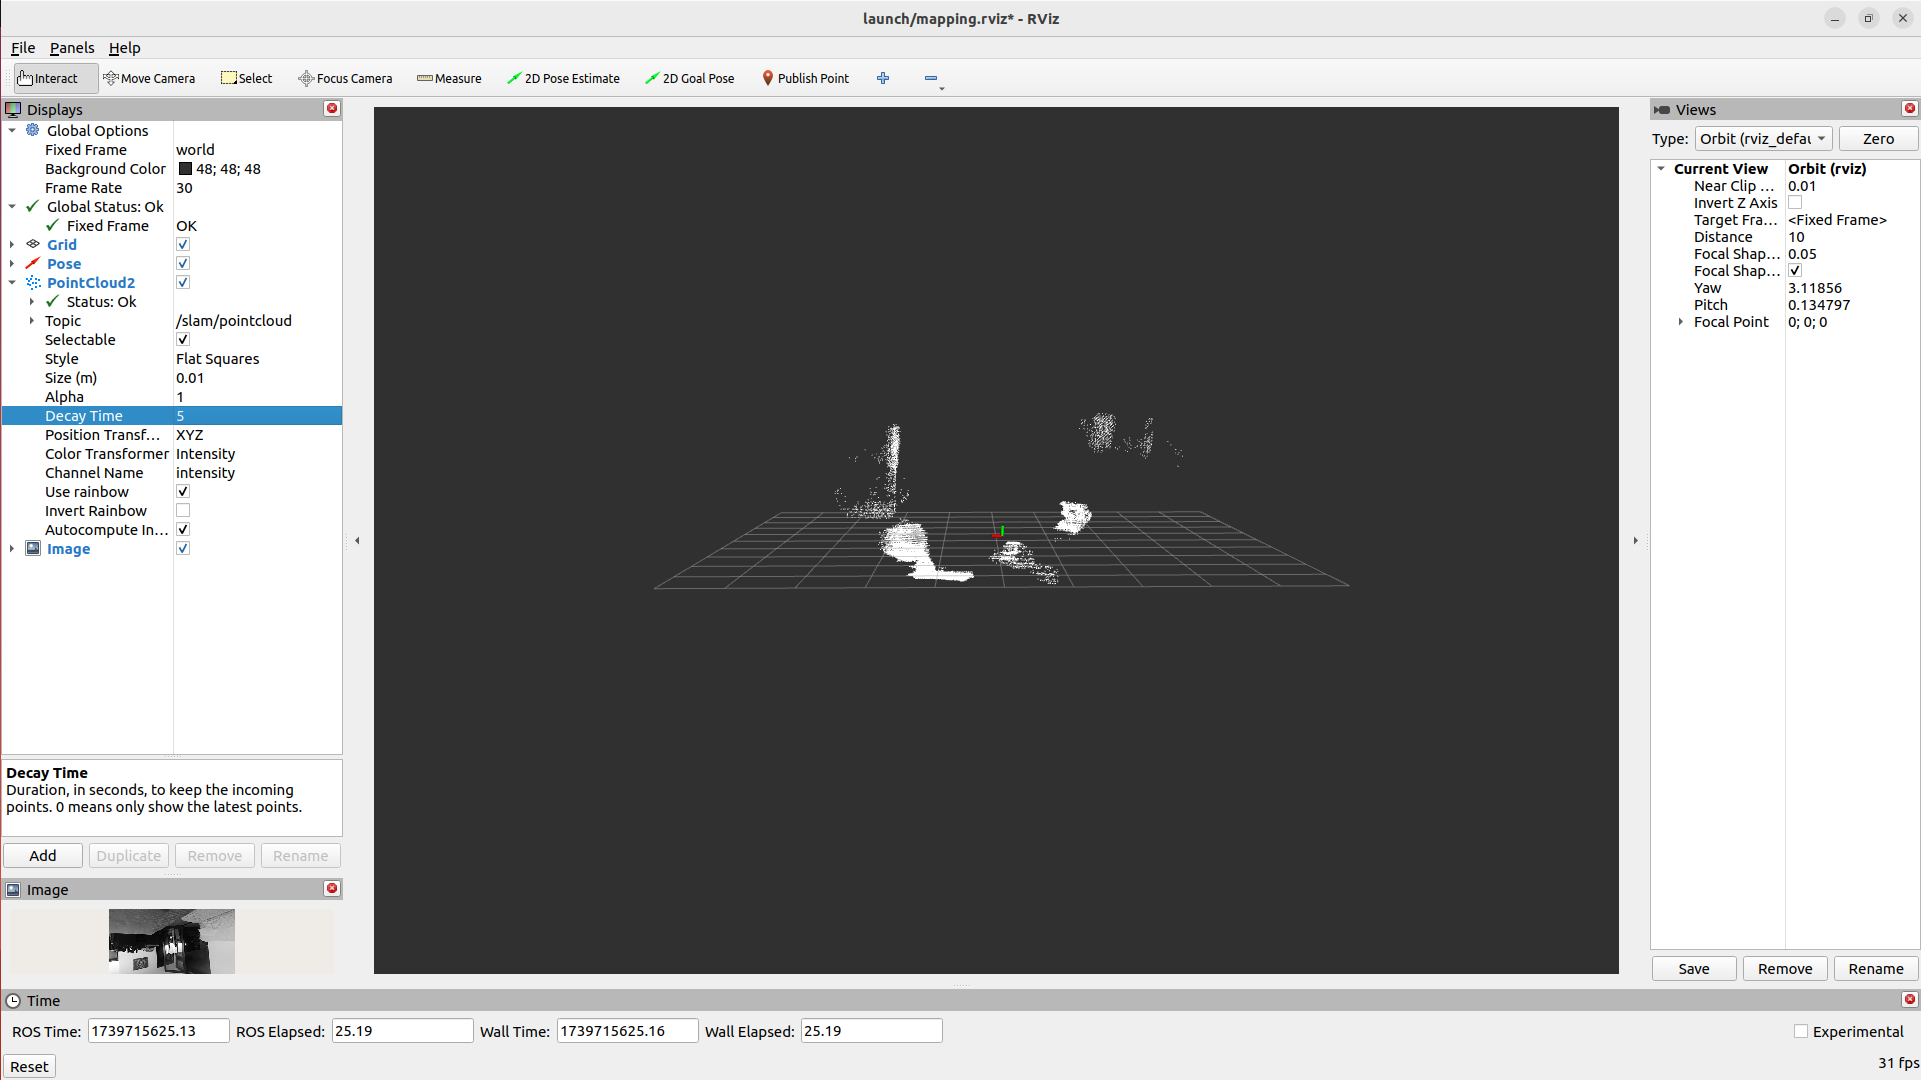 launch/mapping.rviz* - RViz
File Panels Help
Interact Move Camera Select Focus Camera Measure 2D Pose Estimate 2D Goal Pose Publish Point
Displays
Global Options
Fixed Frame world
Background Color 48; 48; 48
Frame Rate 30
Global Status: Ok
Fixed Frame OK
Grid
Pose
PointCloud2
Status: Ok
Topic /slam/pointcloud
Selectable
Style Flat Squares
Size (m) 0.01
Alpha 1
Decay Time 5
Position Transf... XYZ
Color Transformer Intensity
Channel Name intensity
Use rainbow
Invert Rainbow
Autocompute In...
Image
Decay Time
Duration, in seconds, to keep the incoming
points. 0 means only show the latest points.
Add Duplicate Remove Rename
Image
Views
Type: Orbit (rviz_defau Zero
Current View Orbit (rviz)
Near Clip ... 0.01
Invert Z Axis
Target Fra... <Fixed Frame>
Distance 10
Focal Shap... 0.05
Focal Shap...
Yaw 3.11856
Pitch 0.134797
Focal Point 0; 0; 0
Save Remove Rename
Time
ROS Time: 1739715625.13 ROS Elapsed: 25.19 Wall Time: 1739715625.16 Wall Elapsed: 25.19 Experimental
Reset 31 fps